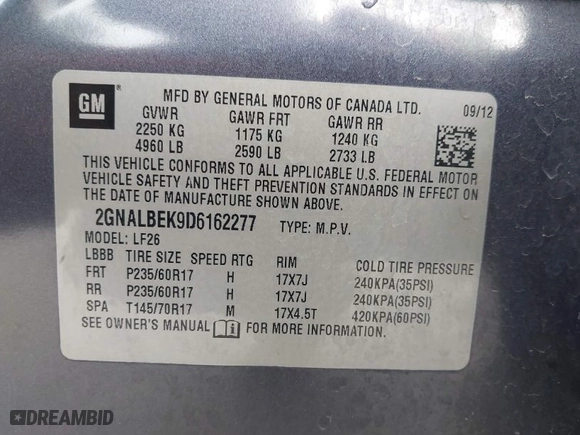 GM ®
MFD BY GENERAL MOTORS OF CANADA LTD. 09/12
GVWR GAWR FRT GAWR RR
2250 KG 1175 KG 1240 KG
4960 LB 2590 LB 2733 LB
THIS VEHICLE CONFORMS TO ALL APPLICABLE U.S. FEDERAL MOTOR
VEHICLE SAFETY AND THEFT PREVENTION STANDARDS IN EFFECT ON
THE DATE OF MANUFACTURE SHOWN ABOVE.
2GNALBEK9D6162277 TYPE: M.P.V.
MODEL: LF26
LBBB TIRE SIZE SPEED RTG RIM COLD TIRE PRESSURE
FRT P235/60R17 H 17X7J 240KPA(35PSI)
RR P235/60R17 H 17X7J 240KPA(35PSI)
SPA T145/70R17 M 17X4.5T 420KPA(60PSI)
SEE OWNER'S MANUAL FOR MORE INFORMATION.
DREAMBID